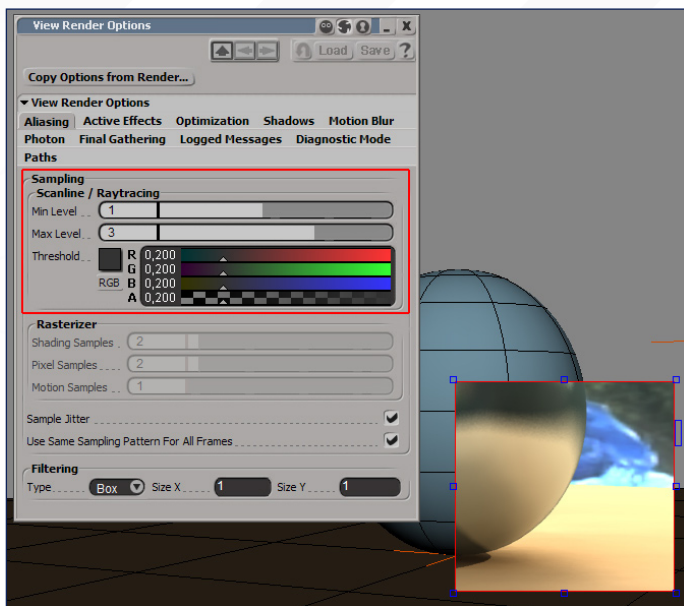 View Render Options
Load Save ?
Copy Options from Render...
View Render Options
Aliasing Active Effects Optimization Shadows Motion Blur
Photon Final Gathering Logged Messages Diagnostic Mode
Paths
Sampling
Scanline / Raytracing
Min Level 1
Max Level 3
Threshold R 0,200
G 0,200
RGB B 0,200
A 0,200
Rasterizer
Shading Samples 2
Pixel Samples 2
Motion Samples 1
Sample Jitter
Use Same Sampling Pattern For All Frames
Filtering
Type Box Size X 1 Size Y 1